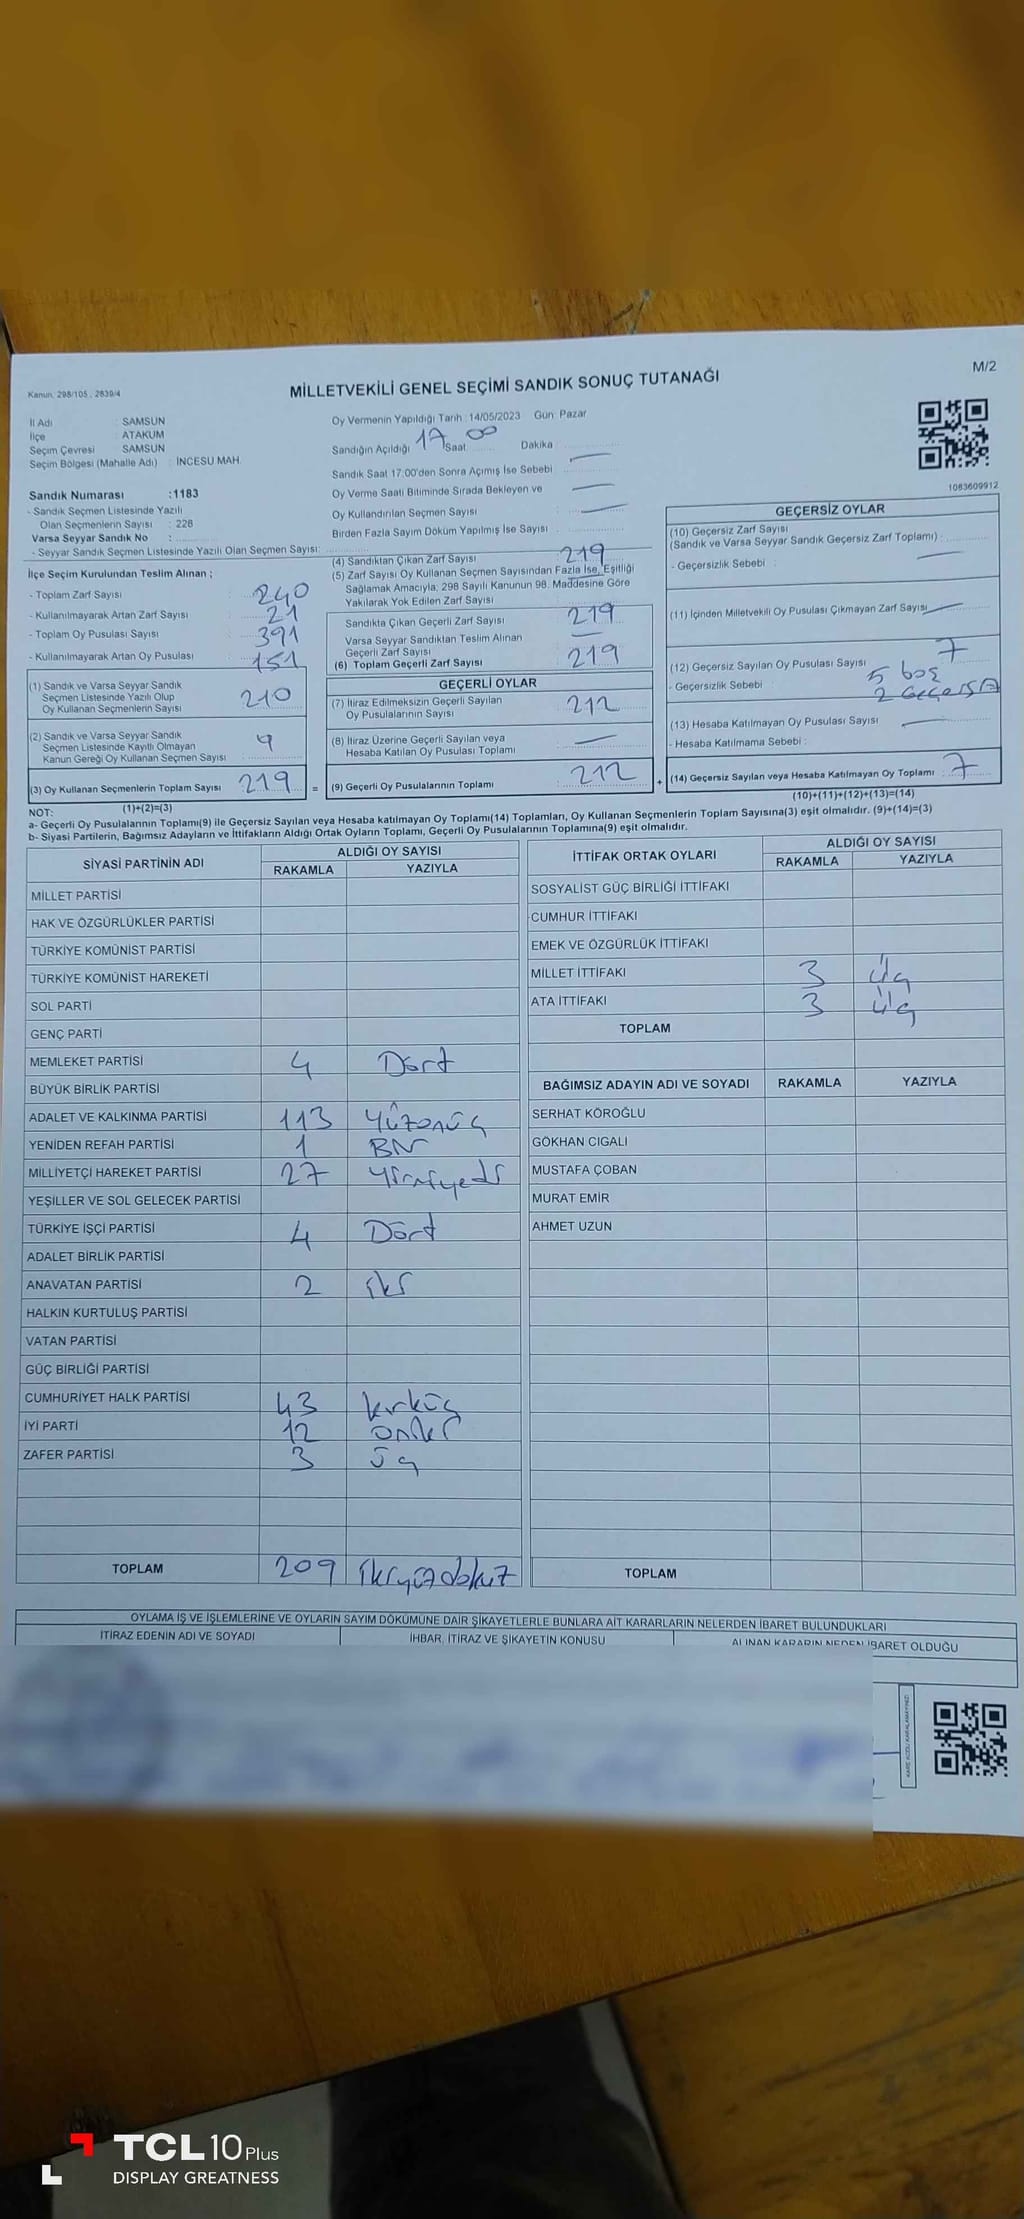 M/2
Kanun, 298/105 , 2839/4
MİLLETVEKİLİ GENEL SEÇİMİ SANDIK SONUÇ TUTANAĞI
İl Adı : SAMSUN
İlçe : ATAKUM
Seçim Çevresi : SAMSUN
Seçim Bölgesi (Mahalle Adı) : İNCESU MAH.
Sandık Numarası :1183
- Sandık Seçmen Listesinde Yazılı
Olan Seçmenlerin Sayısı : 226
Varsa Seyyar Sandık No :
- Seyyar Sandık Seçmen Listesinde Yazılı Olan Seçmen Sayısı:
Oy Vermenin Yapıldığı Tarih : 14/05/2023 Gün: Pazar
Sandığın Açıldığı 17 Saat 00 Dakika
Sandık Saat 17:00'den Sonra Açımış İse Sebebi
Oy Verme Saati Bitiminde Sırada Bekleyen ve
Oy Kullandırılan Seçmen Sayısı
Birden Fazla Sayım Döküm Yapılmış İse Sayısı
1063609912
İlçe Seçim Kurulundan Teslim Alınan ;
- Toplam Zarf Sayısı : 240
- Kullanılmayarak Artan Zarf Sayısı : 21
- Toplam Oy Pusulası Sayısı : 391
- Kullanılmayarak Artan Oy Pusulası : 151
(1) Sandık ve Varsa Seyyar Sandık
Seçmen Listesinde Yazılı Olup
Oy Kullanan Seçmenlerin Sayısı 210
(2) Sandık ve Varsa Seyyar Sandık
Seçmen Listesinde Kayıtlı Olmayan
Kanun Gereği Oy Kullanan Seçmen Sayısı 9
(3) Oy Kullanan Seçmenlerin Toplam Sayısı 219 =
(1)+(2)=(3)
(4) Sandıktan Çıkan Zarf Sayısı 219
(5) Zarf Sayısı Oy Kullanan Seçmen Sayısından Fazla İse, Eşitliği
Sağlamak Amacıyla; 298 Sayılı Kanunun 98. Maddesine Göre
Yakılarak Yok Edilen Zarf Sayısı
Sandıkta Çıkan Geçerli Zarf Sayısı 219
Varsa Seyyar Sandıktan Teslim Alınan
Geçerli Zarf Sayısı
(6) Toplam Geçerli Zarf Sayısı 219
GEÇERLİ OYLAR
(7) İtiraz Edilmeksizin Geçerli Sayılan
Oy Pusulalarının Sayısı 212
(8) İtiraz Üzerine Geçerli Sayılan veya
Hesaba Katılan Oy Pusulası Toplamı
(9) Geçerli Oy Pusulalarının Toplamı 212 +
GEÇERSİZ OYLAR
(10) Geçersiz Zarf Sayısı
(Sandık ve Varsa Seyyar Sandık Geçersiz Zarf Toplamı) :
- Geçersizlik Sebebi :
(11) İçinden Milletvekili Oy Pusulası Çıkmayan Zarf Sayısı
(12) Geçersiz Sayılan Oy Pusulası Sayısı 7
- Geçersizlik Sebebi : 5 boş
2 Geçersiz
(13) Hesaba Katılmayan Oy Pusulası Sayısı
- Hesaba Katılmama Sebebi :
(14) Geçersiz Sayılan veya Hesaba Katılmayan Oy Toplamı 7
(10)+(11)+(12)+(13)=(14)
NOT:
a- Geçerli Oy Pusulalarının Toplamı(9) ile Geçersiz Sayılan veya Hesaba katılmayan Oy Toplamı(14) Toplamları, Oy Kullanan Seçmenlerin Toplam Sayısına(3) eşit olmalıdır. (9)+(14)=(3)
b- Siyasi Partilerin, Bağımsız Adayların ve İttifakların Aldığı Ortak Oyların Toplamı, Geçerli Oy Pusulalarının Toplamına(9) eşit olmalıdır.
SİYASİ PARTİNİN ADI ALDIĞI OY SAYISI
RAKAMLA YAZIYLA
MİLLET PARTİSİ
HAK VE ÖZGÜRLÜKLER PARTİSİ
TÜRKİYE KOMÜNİST PARTİSİ
TÜRKİYE KOMÜNİST HAREKETİ
SOL PARTİ
GENÇ PARTİ
MEMLEKET PARTİSİ 4 Dört
BÜYÜK BİRLİK PARTİSİ
ADALET VE KALKINMA PARTİSİ 113 Yüzonüç
YENİDEN REFAH PARTİSİ 1 Bir
MİLLİYETÇİ HAREKET PARTİSİ 27 Yirmiyedi
YEŞİLLER VE SOL GELECEK PARTİSİ
TÜRKİYE İŞÇİ PARTİSİ 4 Dört
ADALET BİRLİK PARTİSİ
ANAVATAN PARTİSİ 2 iki
HALKIN KURTULUŞ PARTİSİ
VATAN PARTİSİ
GÜÇ BİRLİĞİ PARTİSİ
CUMHURİYET HALK PARTİSİ 43 kırküç
İYİ PARTİ 12 oniki
ZAFER PARTİSİ 3 üç
TOPLAM 209 ikiyüzdokuz
İTTİFAK ORTAK OYLARI ALDIĞI OY SAYISI
RAKAMLA YAZIYLA
SOSYALİST GÜÇ BİRLİĞİ İTTİFAKI
CUMHUR İTTİFAKI
EMEK VE ÖZGÜRLÜK İTTİFAKI
MİLLET İTTİFAKI 3 üç
ATA İTTİFAKI 3 üç
TOPLAM
BAĞIMSIZ ADAYIN ADI VE SOYADI RAKAMLA YAZIYLA
SERHAT KÖROĞLU
GÖKHAN CIGALI
MUSTAFA ÇOBAN
MURAT EMİR
AHMET UZUN
TOPLAM
OYLAMA İŞ VE İŞLEMLERİNE VE OYLARIN SAYIM DÖKÜMÜNE DAİR ŞİKAYETLERLE BUNLARA AİT KARARLARIN NELERDEN İBARET BULUNDUKLARI
İTİRAZ EDENİN ADI VE SOYADI İHBAR, İTİRAZ VE ŞİKAYETİN KONUSU ALINAN KARARIN NEDEN İBARET OLDUĞU
KARE KODU KARALAMAYINIZ!
TCL 10 Plus
DISPLAY GREATNESS